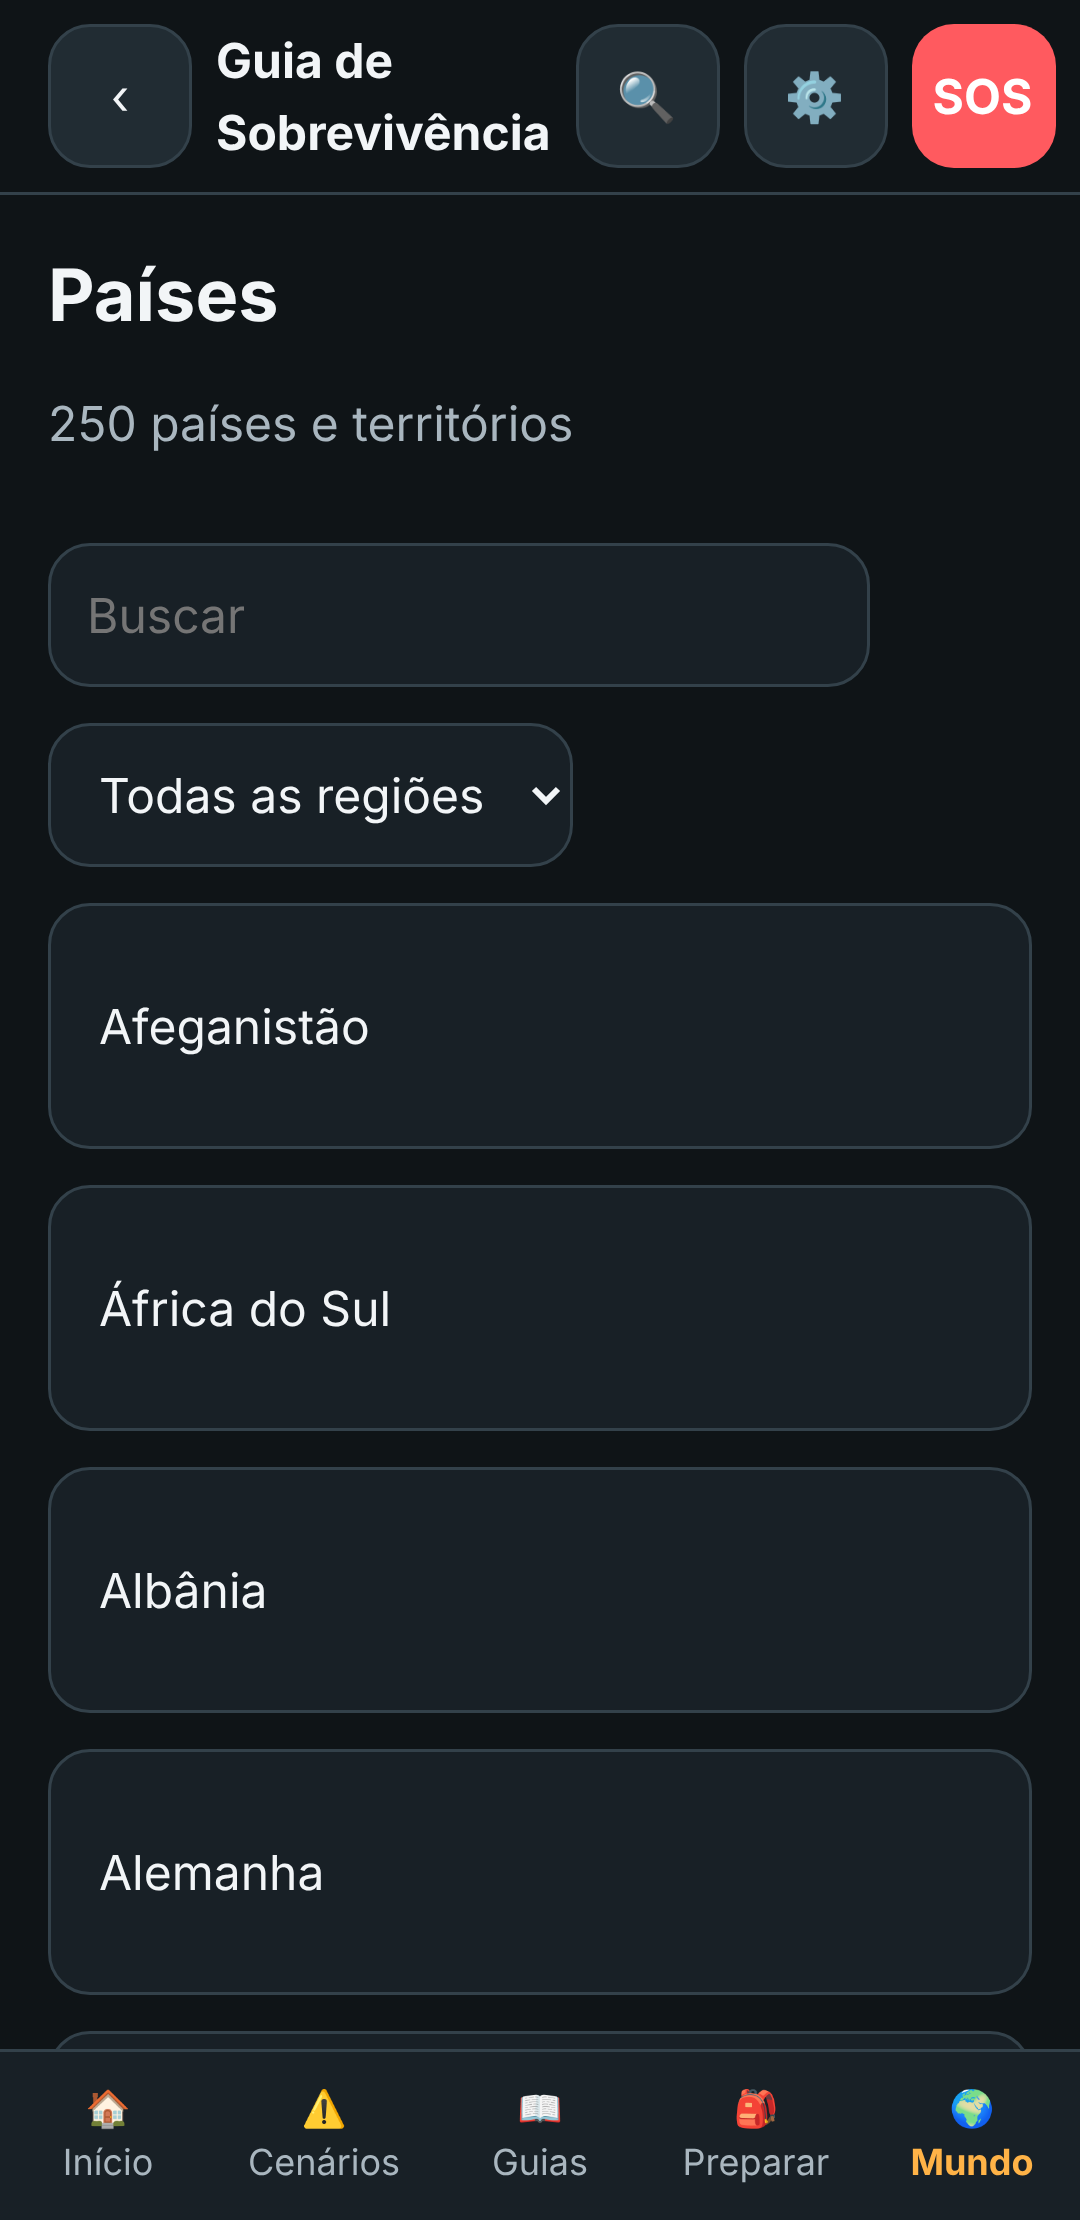 Guia de
Sobrevivência
SOS
Países
250 países e territórios
Buscar
Todas as regiões
Afeganistão
África do Sul
Albânia
Alemanha
Início
Cenários
Guias
Preparar
Mundo